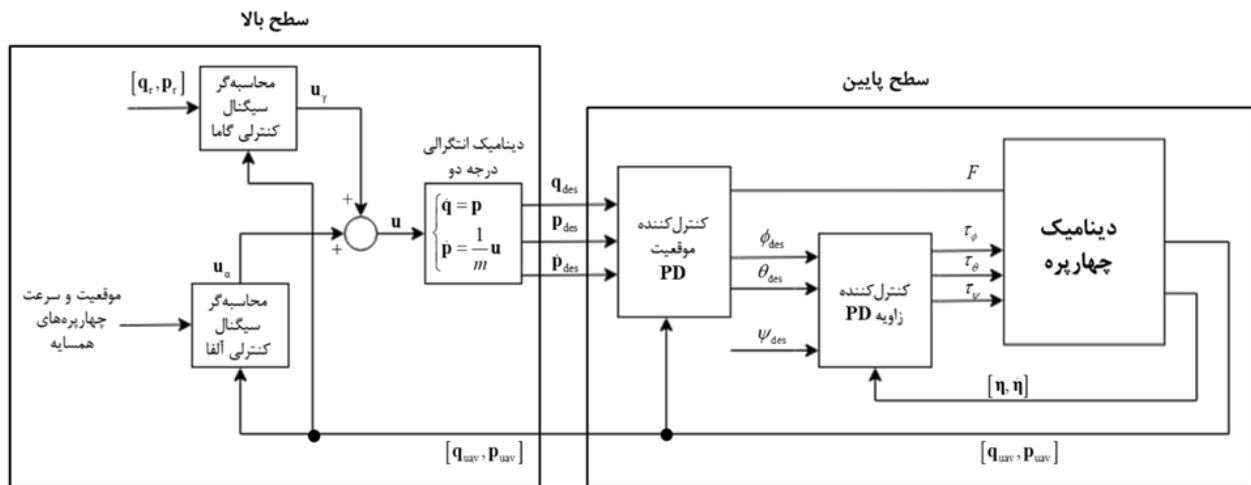 سطح بالا
[q_r, p_r]
محاسبه‌گر
سیگنال
کنترلی گاما
u_γ
+
+
u
u_α
موقعیت و سرعت
چهارپره‌های
همسایه
محاسبه‌گر
سیگنال
کنترلی آلفا
دینامیک انتگرالی
درجه دو
q̇ = p
ṗ = 1/m u
q_des
p_des
ṗ_des
[q_uav, p_uav]
سطح پایین
کنترل‌کننده
موقعیت
PD
F
ϕ_des
θ_des
ψ_des
کنترل‌کننده
زاویه PD
τ_ϕ
τ_θ
τ_ψ
دینامیک
چهارپره
[η, η̇]
[q_uav, p_uav]